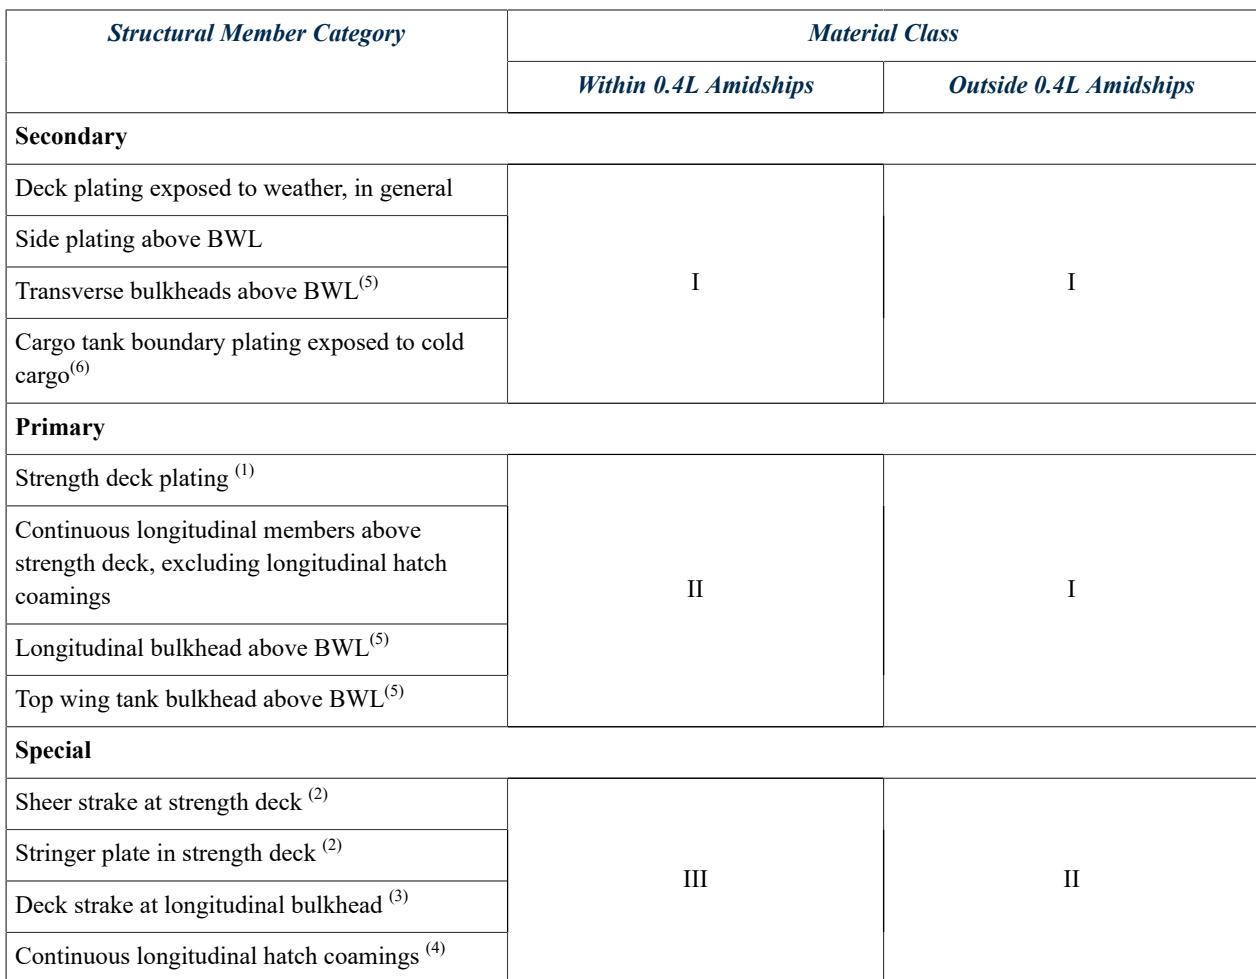 Structural Member Category
Material Class
Within 0.4L Amidships
Outside 0.4L Amidships
Secondary
Deck plating exposed to weather, in general
Side plating above BWL
Transverse bulkheads above BWL(5)
Cargo tank boundary plating exposed to cold
cargo(6)
I
I
Primary
Strength deck plating (1)
Continuous longitudinal members above
strength deck, excluding longitudinal hatch
coamings
Longitudinal bulkhead above BWL(5)
Top wing tank bulkhead above BWL(5)
II
I
Special
Sheer strake at strength deck (2)
Stringer plate in strength deck (2)
Deck strake at longitudinal bulkhead (3)
Continuous longitudinal hatch coamings (4)
III
II